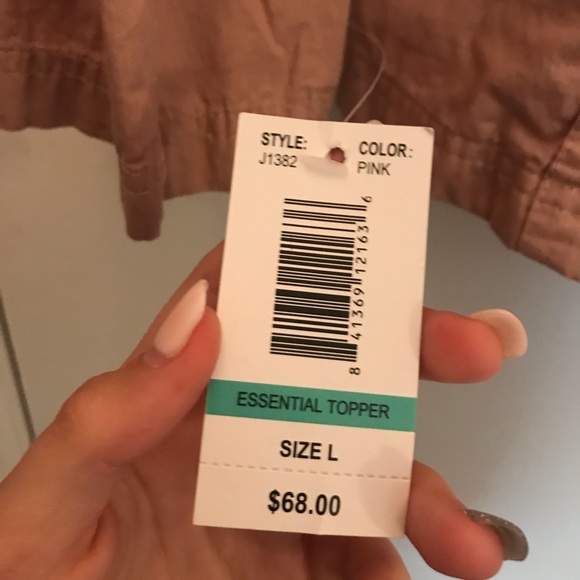 STYLE: COLOR:
J1382 PINK
8 41369 12163 6
ESSENTIAL TOPPER
SIZE L
$68.00